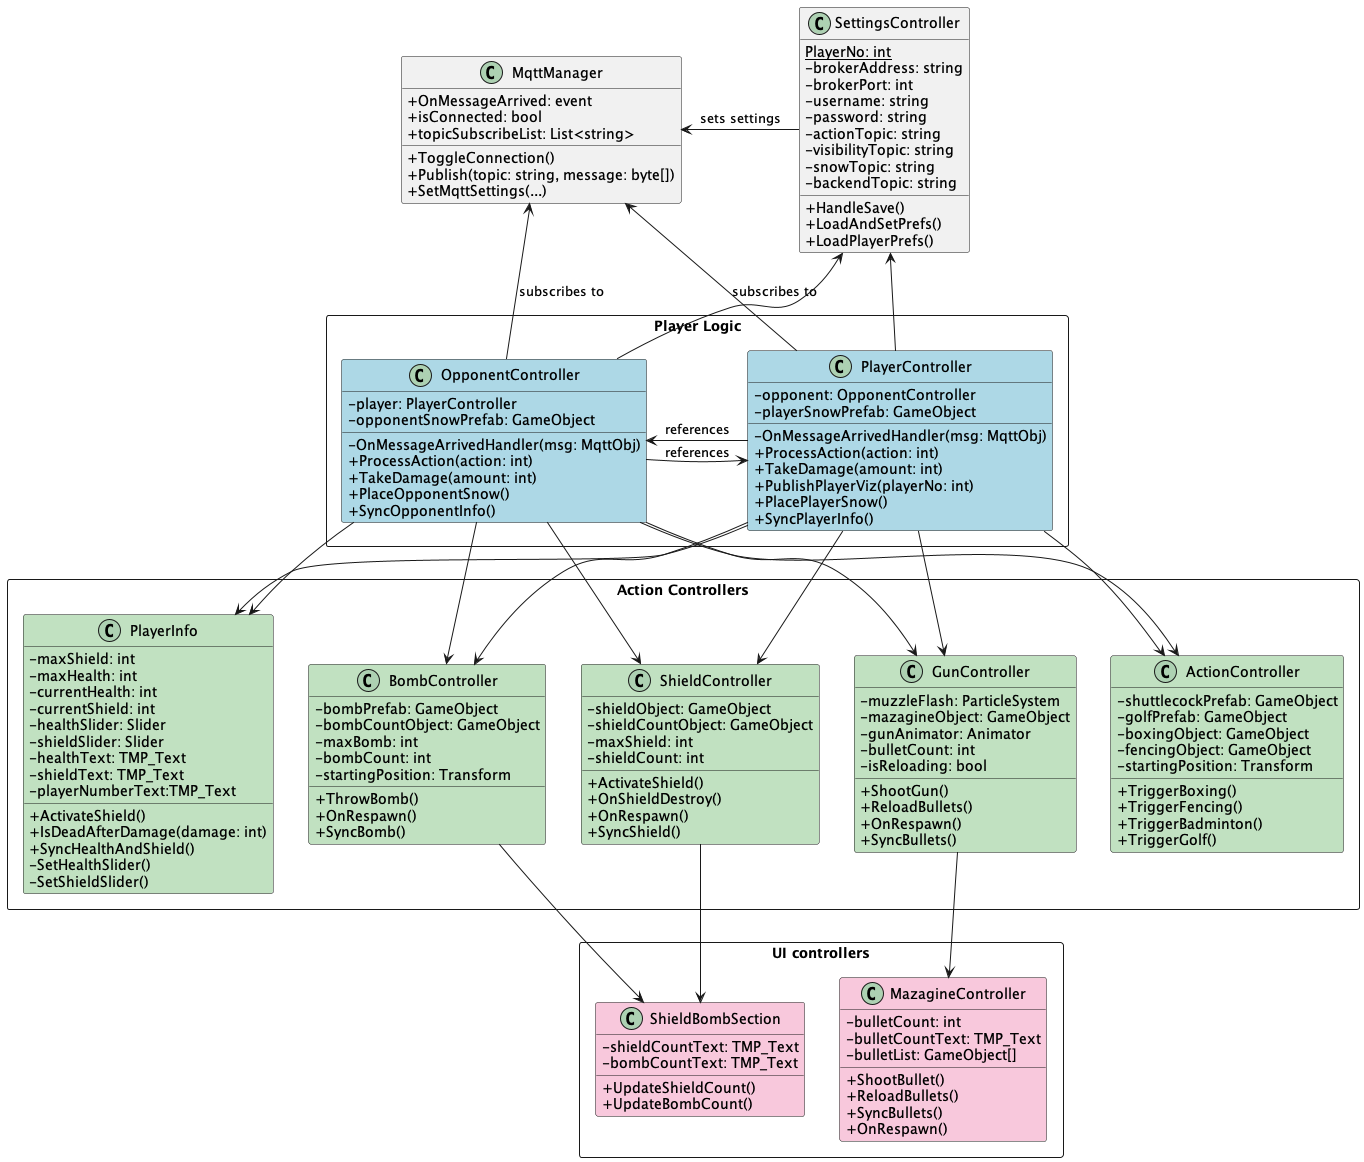 C SettingsController
PlayerNo: int
-brokerAddress: string
-brokerPort: int
-username: string
-password: string
-actionTopic: string
-visibilityTopic: string
-snowTopic: string
-backendTopic: string
+HandleSave()
+LoadAndSetPrefs()
+LoadPlayerPrefs()
C MqttManager
+OnMessageArrived: event
+isConnected: bool
+topicSubscribeList: List<string>
+ToggleConnection()
+Publish(topic: string, message: byte[])
+SetMqttSettings(...)
sets settings
subscribes to
subscribes to
Player Logic
C OpponentController
-player: PlayerController
-opponentSnowPrefab: GameObject
-OnMessageArrivedHandler(msg: MqttObj)
+ProcessAction(action: int)
+TakeDamage(amount: int)
+PlaceOpponentSnow()
+SyncOpponentInfo()
references
references
C PlayerController
-opponent: OpponentController
-playerSnowPrefab: GameObject
-OnMessageArrivedHandler(msg: MqttObj)
+ProcessAction(action: int)
+TakeDamage(amount: int)
+PublishPlayerViz(playerNo: int)
+PlacePlayerSnow()
+SyncPlayerInfo()
Action Controllers
C PlayerInfo
-maxShield: int
-maxHealth: int
-currentHealth: int
-currentShield: int
-healthSlider: Slider
-shieldSlider: Slider
-healthText: TMP_Text
-shieldText: TMP_Text
-playerNumberText:TMP_Text
+ActivateShield()
+IsDeadAfterDamage(damage: int)
+SyncHealthAndShield()
-SetHealthSlider()
-SetShieldSlider()
C BombController
-bombPrefab: GameObject
-bombCountObject: GameObject
-maxBomb: int
-bombCount: int
-startingPosition: Transform
+ThrowBomb()
+OnRespawn()
+SyncBomb()
C ShieldController
-shieldObject: GameObject
-shieldCountObject: GameObject
-maxShield: int
-shieldCount: int
+ActivateShield()
+OnShieldDestroy()
+OnRespawn()
+SyncShield()
C GunController
-muzzleFlash: ParticleSystem
-mazagineObject: GameObject
-gunAnimator: Animator
-bulletCount: int
-isReloading: bool
+ShootGun()
+ReloadBullets()
+OnRespawn()
+SyncBullets()
C ActionController
-shuttlecockPrefab: GameObject
-golfPrefab: GameObject
-boxingObject: GameObject
-fencingObject: GameObject
-startingPosition: Transform
+TriggerBoxing()
+TriggerFencing()
+TriggerBadminton()
+TriggerGolf()
UI controllers
C ShieldBombSection
-shieldCountText: TMP_Text
-bombCountText: TMP_Text
+UpdateShieldCount()
+UpdateBombCount()
C MazagineController
-bulletCount: int
-bulletCountText: TMP_Text
-bulletList: GameObject[]
+ShootBullet()
+ReloadBullets()
+SyncBullets()
+OnRespawn()